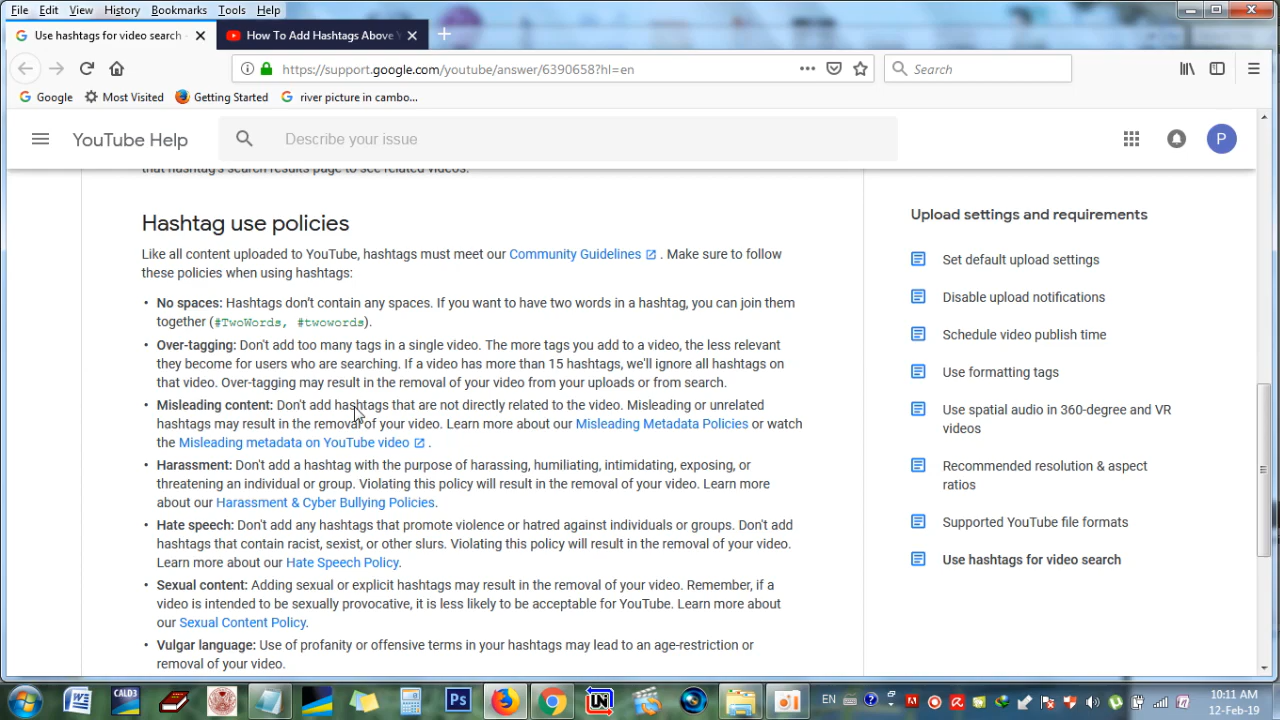 File Edit View History Bookmarks Tools Help
Use hashtags for video search -
How To Add Hashtags Above Y
https://support.google.com/youtube/answer/6390658?hl=en
Search
Google Most Visited Getting Started river picture in cambo...
YouTube Help
Describe your issue
P
that hashtag's search results page to see related videos.
Hashtag use policies
Like all content uploaded to YouTube, hashtags must meet our Community Guidelines . Make sure to follow
these policies when using hashtags:
• No spaces: Hashtags don't contain any spaces. If you want to have two words in a hashtag, you can join them
together (#TwoWords, #twowords).
• Over-tagging: Don't add too many tags in a single video. The more tags you add to a video, the less relevant
they become for users who are searching. If a video has more than 15 hashtags, we'll ignore all hashtags on
that video. Over-tagging may result in the removal of your video from your uploads or from search.
• Misleading content: Don't add hashtags that are not directly related to the video. Misleading or unrelated
hashtags may result in the removal of your video. Learn more about our Misleading Metadata Policies or watch
the Misleading metadata on YouTube video .
• Harassment: Don't add a hashtag with the purpose of harassing, humiliating, intimidating, exposing, or
threatening an individual or group. Violating this policy will result in the removal of your video. Learn more
about our Harassment & Cyber Bullying Policies.
• Hate speech: Don't add any hashtags that promote violence or hatred against individuals or groups. Don't add
hashtags that contain racist, sexist, or other slurs. Violating this policy will result in the removal of your video.
Learn more about our Hate Speech Policy.
• Sexual content: Adding sexual or explicit hashtags may result in the removal of your video. Remember, if a
video is intended to be sexually provocative, it is less likely to be acceptable for YouTube. Learn more about
our Sexual Content Policy.
• Vulgar language: Use of profanity or offensive terms in your hashtags may lead to an age-restriction or
removal of your video.
Upload settings and requirements
Set default upload settings
Disable upload notifications
Schedule video publish time
Use formatting tags
Use spatial audio in 360-degree and VR
videos
Recommended resolution & aspect
ratios
Supported YouTube file formats
Use hashtags for video search
CALD3
Ps
UN
EN
10:11 AM
12-Feb-19